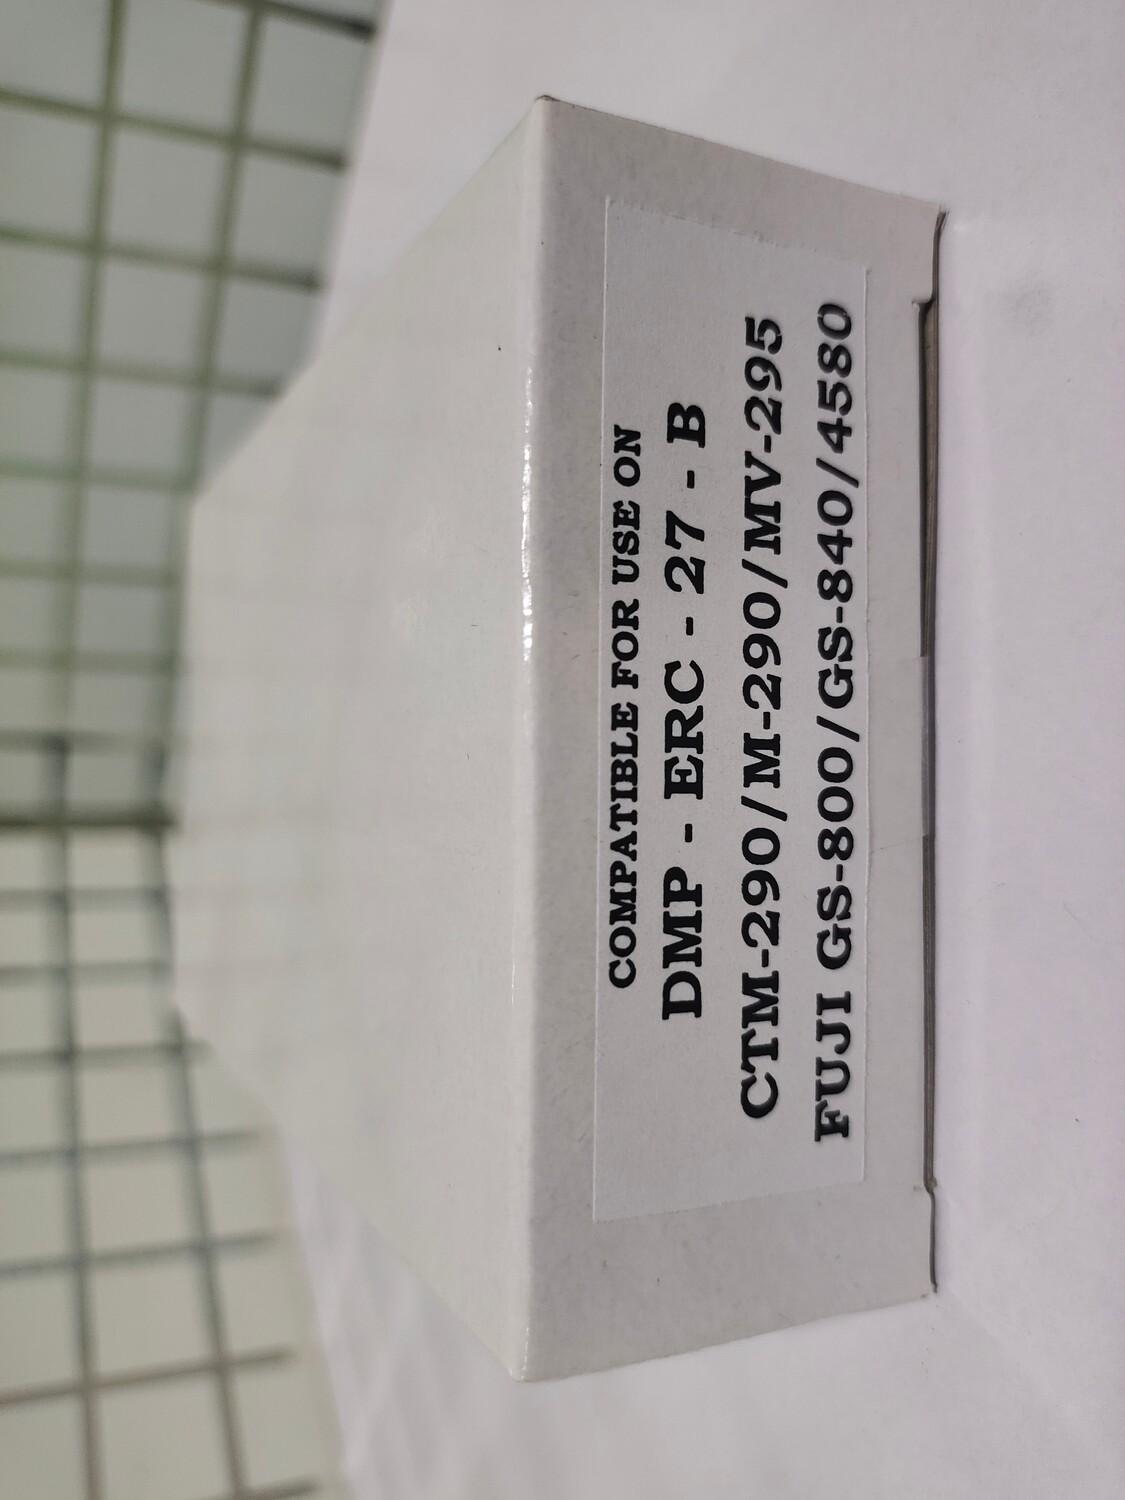 COMPATIBLE FOR USE ON
DMP - ERC - 27 - B
CTM-290/M-290/MV-295
FUJI GS-800/GS-840/4580